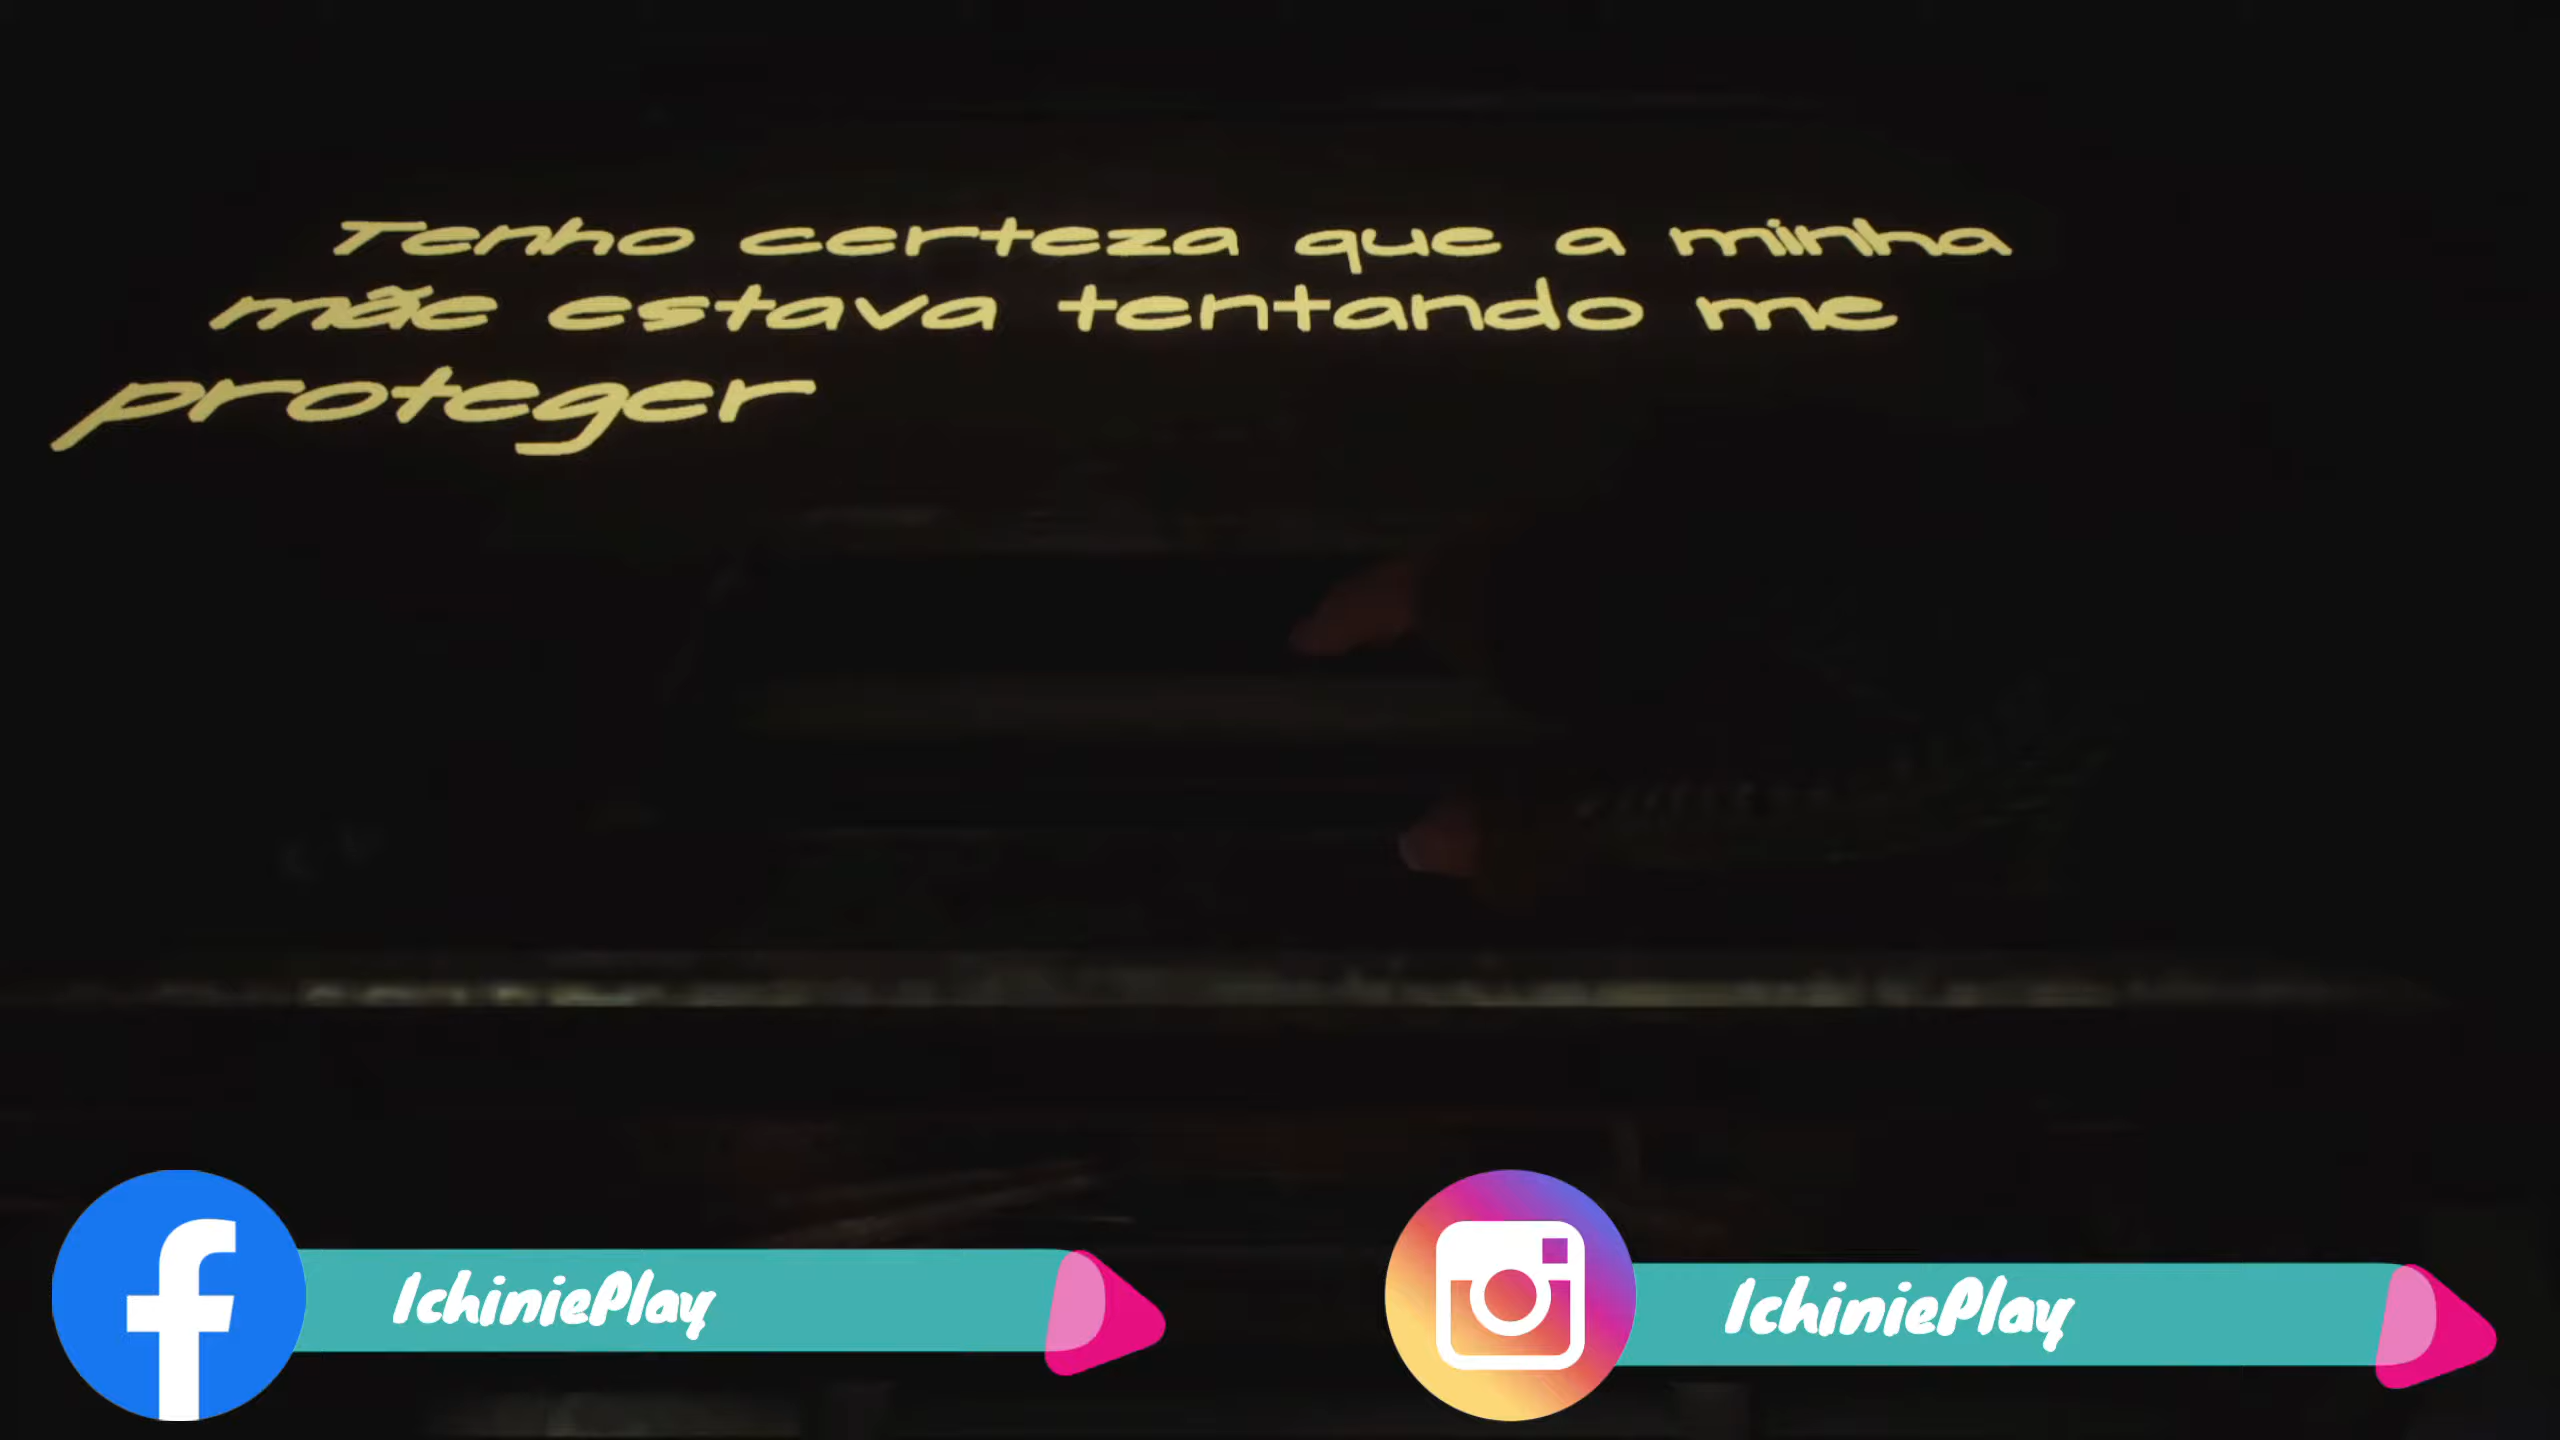 Tenho certeza que a minha
mãe estava tentando me
proteger
IchiniePlay
IchiniePlay